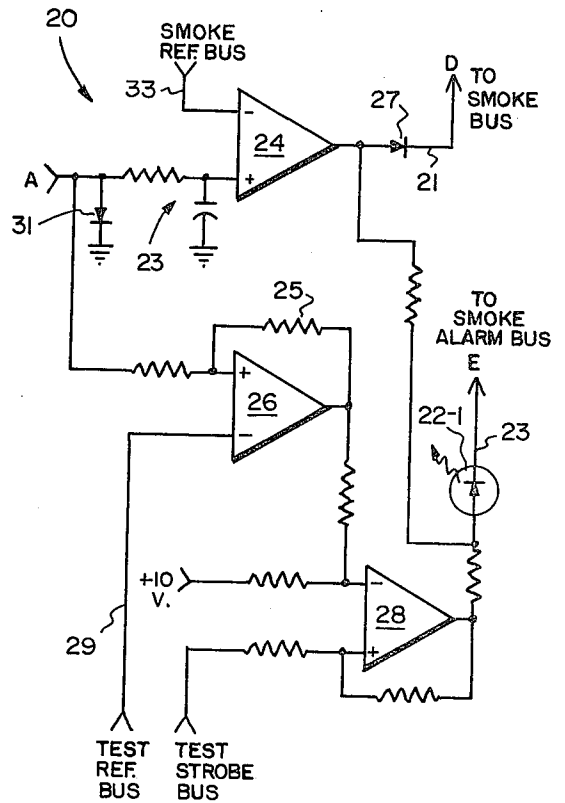 20
SMOKE
REF. BUS
33
-
24
+
27
D
TO
SMOKE
BUS
21
A
31
23
25
+
26
-
TO
SMOKE
ALARM BUS
E
22-1
23
+10
V.
-
28
+
29
TEST
REF.
BUS
TEST
STROBE
BUS